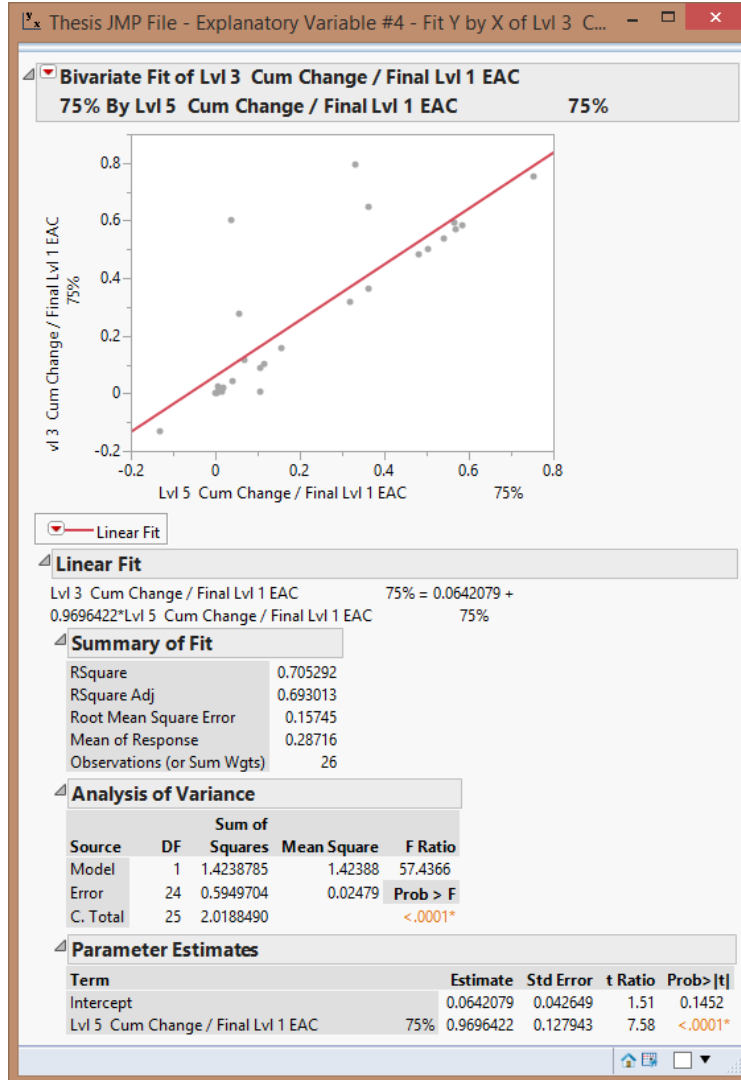 Thesis JMP File - Explanatory Variable #4 - Fit Y by X of Lvl 3 C...
Bivariate Fit of Lvl 3 Cum Change / Final Lvl 1 EAC
75% By Lvl 5 Cum Change / Final Lvl 1 EAC 75%
vl 3 Cum Change / Final Lvl 1 EAC
75%
0.8
0.6
0.4
0.2
0
-0.2
-0.2 0 0.2 0.4 0.6 0.8
Lvl 5 Cum Change / Final Lvl 1 EAC 75%
Linear Fit
Linear Fit
Lvl 3 Cum Change / Final Lvl 1 EAC 75% = 0.0642079 +
0.9696422*Lvl 5 Cum Change / Final Lvl 1 EAC 75%
Summary of Fit
RSquare 0.705292
RSquare Adj 0.693013
Root Mean Square Error 0.15745
Mean of Response 0.28716
Observations (or Sum Wgts) 26
Analysis of Variance
Sum of
Source DF Squares Mean Square F Ratio
Model 1 1.4238785 1.42388 57.4366
Error 24 0.5949704 0.02479 Prob > F
C. Total 25 2.0188490 <.0001*
Parameter Estimates
Term Estimate Std Error t Ratio Prob>|t|
Intercept 0.0642079 0.042649 1.51 0.1452
Lvl 5 Cum Change / Final Lvl 1 EAC 75% 0.9696422 0.127943 7.58 <.0001*